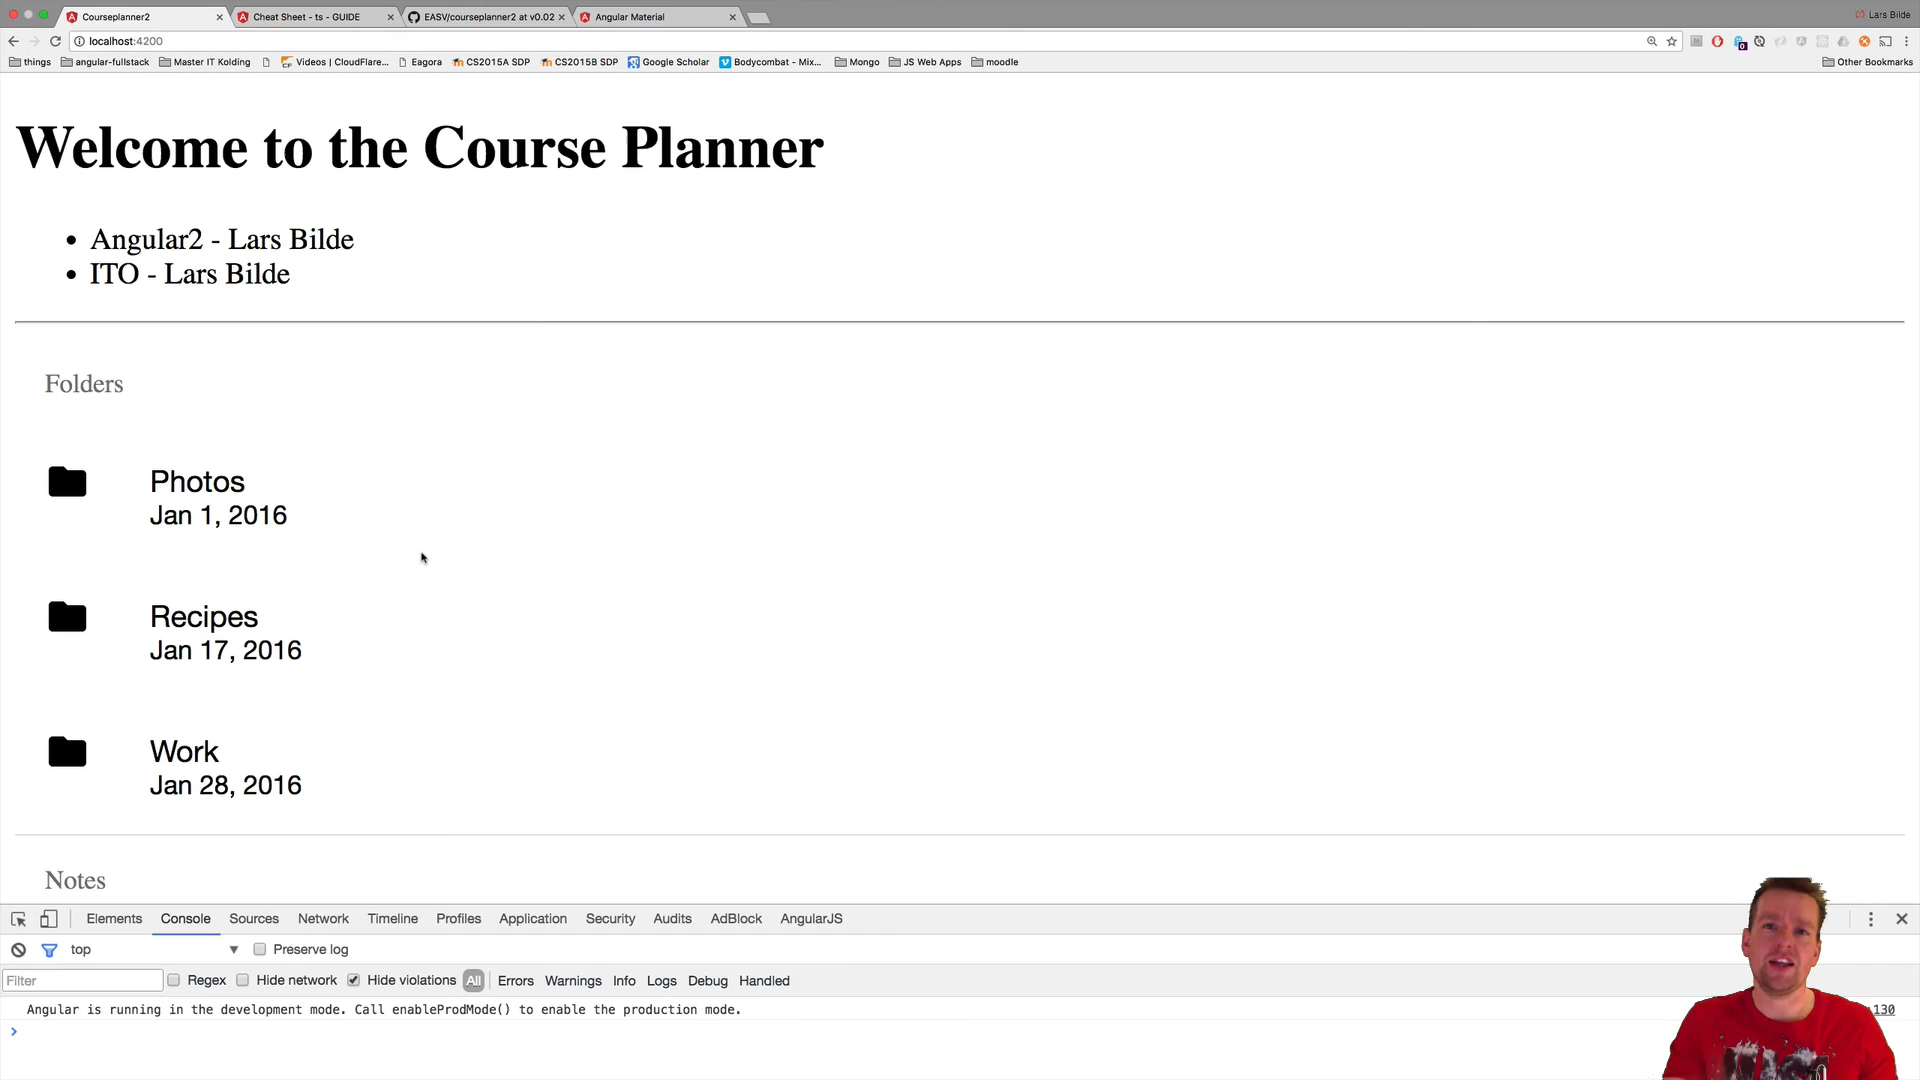 Courseplanner2
Cheat Sheet - ts - GUIDE
EASV/courseplanner2 at v0.02
Angular Material
Lars Bilde
localhost:4200
things
angular-fullstack
Master IT Kolding
Videos | CloudFlare...
Eagora
CS2015A SDP
CS2015B SDP
Google Scholar
Bodycombat - Mix...
Mongo
JS Web Apps
moodle
Other Bookmarks
Welcome to the Course Planner
• Angular2 - Lars Bilde
• ITO - Lars Bilde
Folders
Photos
Jan 1, 2016
Recipes
Jan 17, 2016
Work
Jan 28, 2016
Notes
Elements Console Sources Network Timeline Profiles Application Security Audits AdBlock AngularJS
top Preserve log
Filter Regex Hide network Hide violations All Errors Warnings Info Logs Debug Handled
Angular is running in the development mode. Call enableProdMode() to enable the production mode. :130